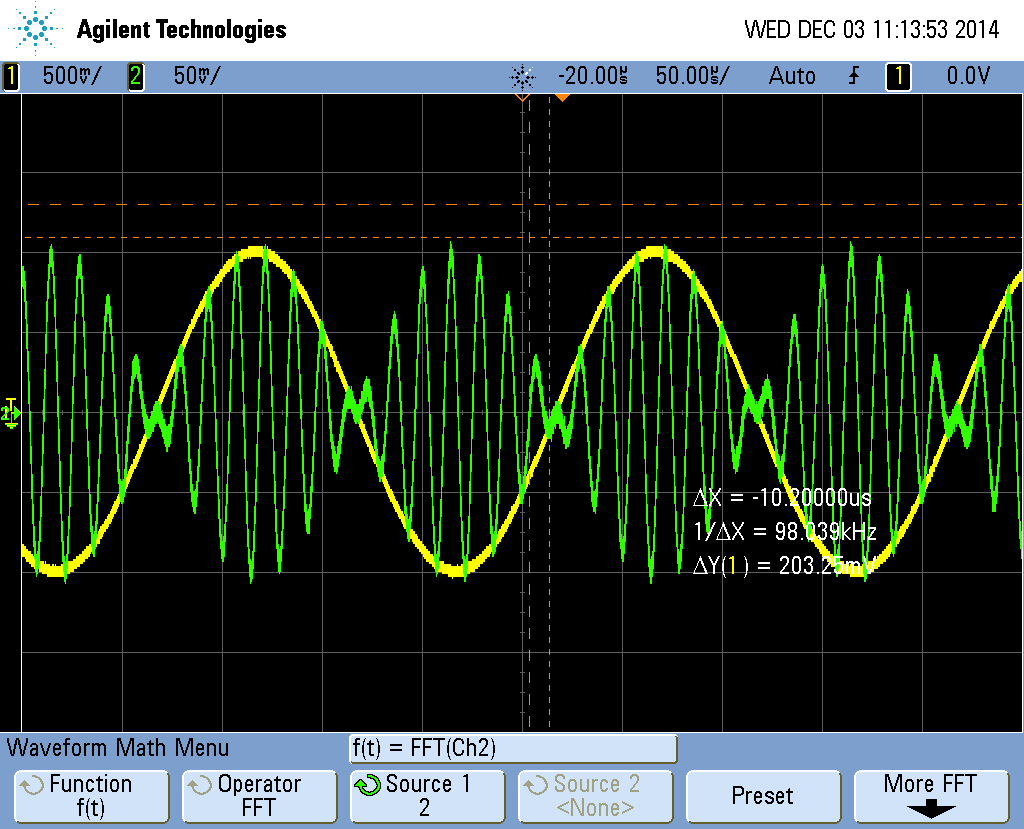 Agilent Technologies
WED DEC 03 11:13:53 2014
1 500mV/ 2 50mV/ -20.00us 50.00us/ Auto 1 0.0V
T
2
ΔX = -10.20000us
1/ΔX = 98.039kHz
ΔY(1) = 203.25mV
Waveform Math Menu
f(t) = FFT(Ch2)
Function
f(t)
Operator
FFT
Source 1
2
Source 2
<None>
Preset
More FFT